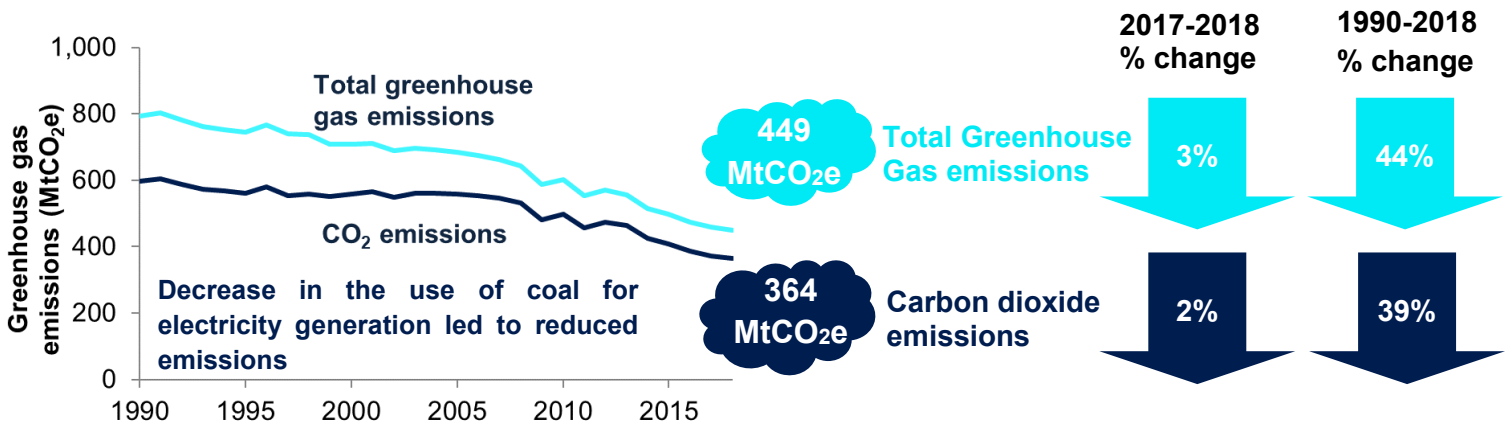 2017-2018
% change
1990-2018
% change
Greenhouse gas
emissions (MtCO₂e)
1,000
800
600
400
200
0
1990
1995
2000
2005
2010
2015
Total greenhouse
gas emissions
CO₂ emissions
Decrease in the use of coal for
electricity generation led to reduced
emissions
449
MtCO₂e
Total Greenhouse
Gas emissions
3%
44%
364
MtCO₂e
Carbon dioxide
emissions
2%
39%